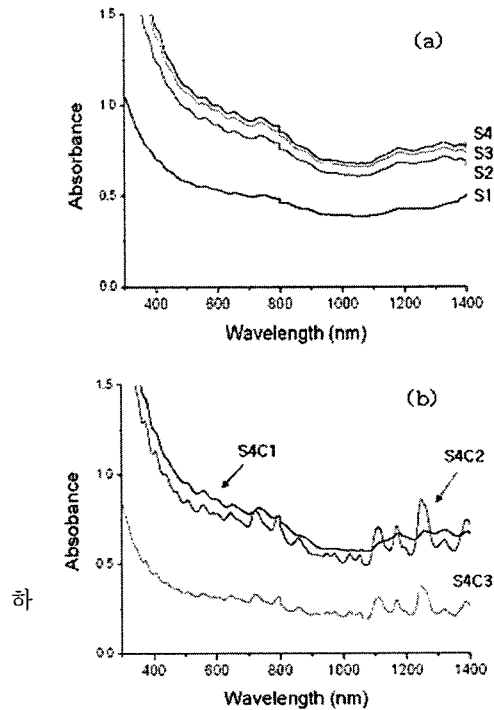 (a)
1.5
1.0
0.5
0.0
Absorbance
S4
S3
S2
S1
400 600 800 1000 1200 1400
Wavelength (nm)
(b)
1.5
1.0
0.5
0.0
Absobance
S4C1
S4C2
S4C3
400 600 800 1000 1200 1400
Wavelength (nm)
하